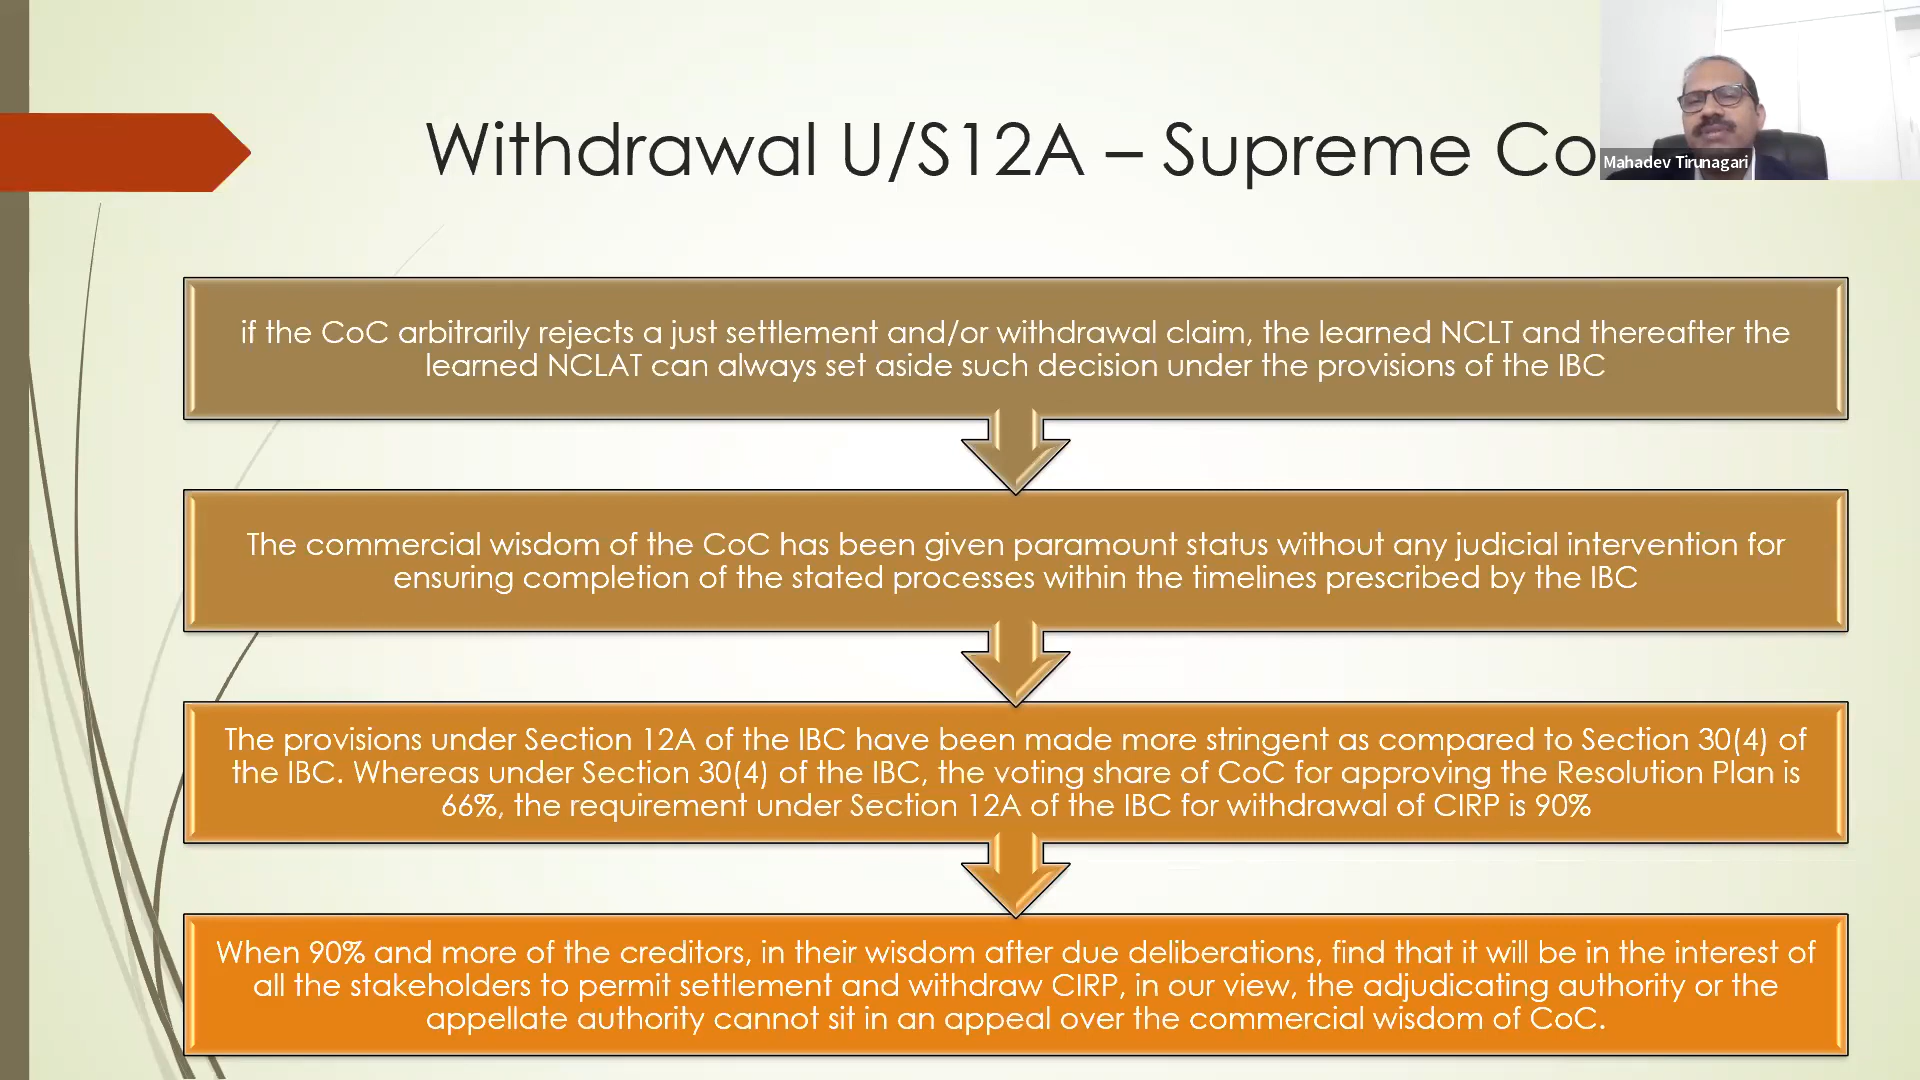 Withdrawal U/S12A – Supreme Co
Mahadev Tirunagari
if the CoC arbitrarily rejects a just settlement and/or withdrawal claim, the learned NCLT and thereafter the
learned NCLAT can always set aside such decision under the provisions of the IBC
The commercial wisdom of the CoC has been given paramount status without any judicial intervention for
ensuring completion of the stated processes within the timelines prescribed by the IBC
The provisions under Section 12A of the IBC have been made more stringent as compared to Section 30(4) of
the IBC. Whereas under Section 30(4) of the IBC, the voting share of CoC for approving the Resolution Plan is
66%, the requirement under Section 12A of the IBC for withdrawal of CIRP is 90%
When 90% and more of the creditors, in their wisdom after due deliberations, find that it will be in the interest of
all the stakeholders to permit settlement and withdraw CIRP, in our view, the adjudicating authority or the
appellate authority cannot sit in an appeal over the commercial wisdom of CoC.